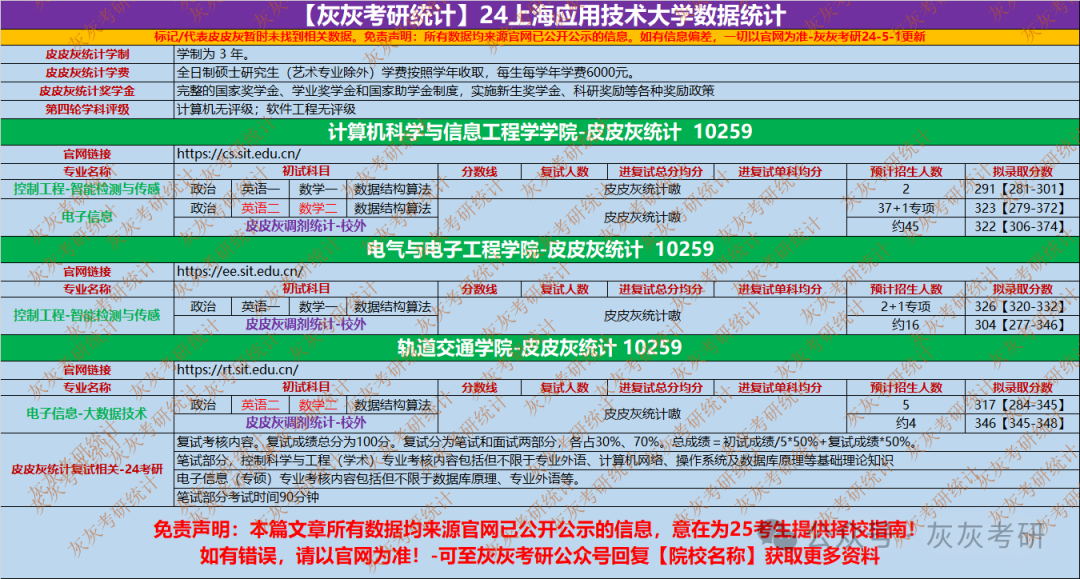 【灰灰考研统计】24上海应用技术大学数据统计
标记/代表皮皮灰暂时未找到相关数据。免责声明：所有数据均来源官网已公开公示的信息。如有信息偏差，一切以官网为准-灰灰考研24-5-1更新
皮皮灰统计学制 学制为 3 年。
皮皮灰统计学费 全日制硕士研究生（艺术专业除外）学费按照学年收取，每生每学年学费6000元。
皮皮灰统计奖学金 完整的国家奖学金、学业奖学金和国家助学金制度，实施新生奖学金、科研奖励等各种奖励政策
第四轮学科评级 计算机无评级；软件工程无评级
计算机科学与信息工程学学院-皮皮灰统计 10259
官网链接 https://cs.sit.edu.cn/
专业名称 初试科目 分数线 复试人数 进复试总分均分 进复试单科均分 预计招生人数 拟录取分数
控制工程-智能检测与传感 政治 英语一 数学一 数据结构算法 皮皮灰统计嗷 2 291【281-301】
电子信息 政治 英语二 数学二 数据结构算法 皮皮灰统计嗷 37+1专项 323【279-372】
皮皮灰调剂统计-校外 约45 322【306-374】
电气与电子工程学院-皮皮灰统计 10259
官网链接 https://ee.sit.edu.cn/
专业名称 初试科目 分数线 复试人数 进复试总分均分 进复试单科均分 预计招生人数 拟录取分数
控制工程-智能检测与传感 政治 英语一 数学一 数据结构算法 皮皮灰统计嗷 2+1专项 326【320-332】
皮皮灰调剂统计-校外 约16 304【277-346】
轨道交通学院-皮皮灰统计 10259
官网链接 https://rt.sit.edu.cn/
专业名称 初试科目 分数线 复试人数 进复试总分均分 进复试单科均分 预计招生人数 拟录取分数
电子信息-大数据技术 政治 英语二 数学二 数据结构算法 皮皮灰统计嗷 5 317【284-345】
皮皮灰调剂统计-校外 约4 346【345-348】
皮皮灰统计复试相关-24考研 复试考核内容。复试成绩总分为100分。复试分为笔试和面试两部分，各占30%、70%。总成绩＝初试成绩/5*50%+复试成绩*50%。
笔试部分，控制科学与工程（学术）专业考核内容包括但不限于专业外语、计算机网络、操作系统及数据库原理等基础理论知识
电子信息（专硕）专业考核内容包括但不限于数据库原理、专业外语等。
笔试部分考试时间90分钟
免责声明：本篇文章所有数据均来源官网已公开公示的信息，意在为25考生提供择校指南！
如有错误，请以官网为准！-可至灰灰考研公众号回复【院校名称】获取更多资料
公众号·灰灰考研
灰灰考研统计